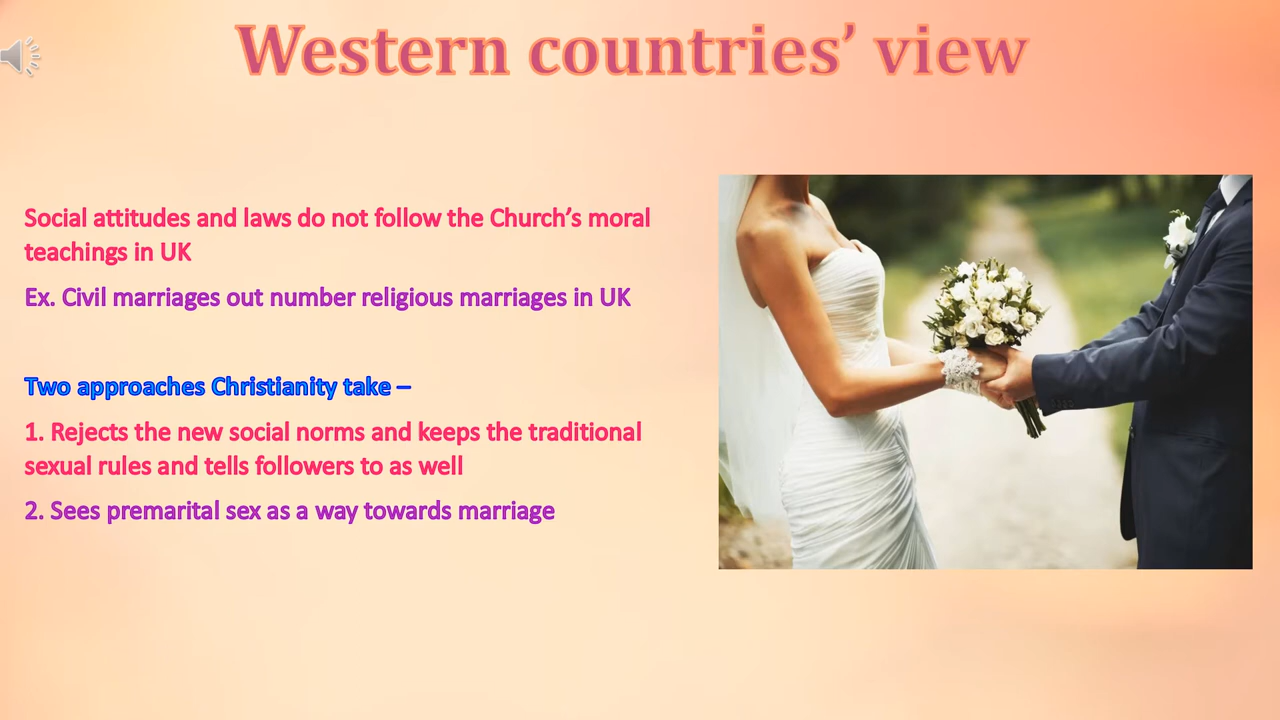 Western countries’ view
Social attitudes and laws do not follow the Church’s moral
teachings in UK
Ex. Civil marriages out number religious marriages in UK
Two approaches Christianity take –
1. Rejects the new social norms and keeps the traditional
sexual rules and tells followers to as well
2. Sees premarital sex as a way towards marriage